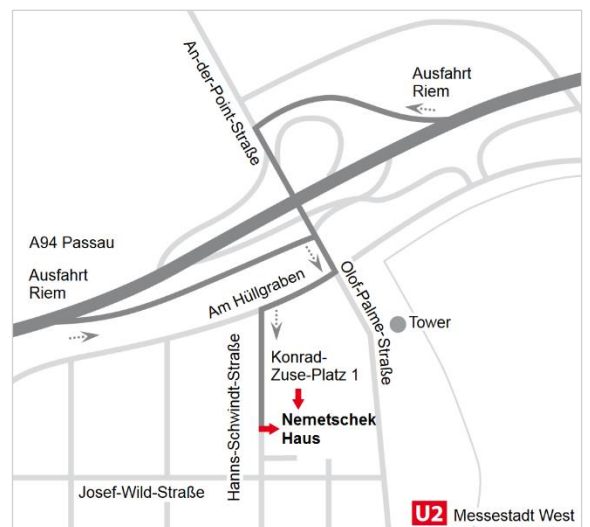 An-der-Point-Straße
Ausfahrt
Riem
A94 Passau
Ausfahrt
Riem
Am Hüllgraben
Olof-Palme-Straße
Tower
Hanns-Schwindt-Straße
Konrad-
Zuse-Platz 1
Nemetschek
Haus
Josef-Wild-Straße
U2 Messestadt West